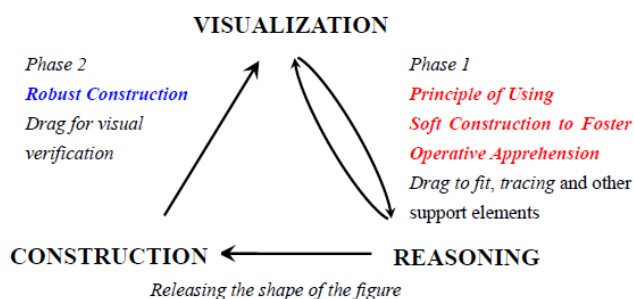 VISUALIZATION
Phase 2
Robust Construction
Drag for visual
verification
Phase 1
Principle of Using
Soft Construction to Foster
Operative Apprehension
Drag to fit, tracing and other
support elements
CONSTRUCTION
REASONING
Releasing the shape of the figure